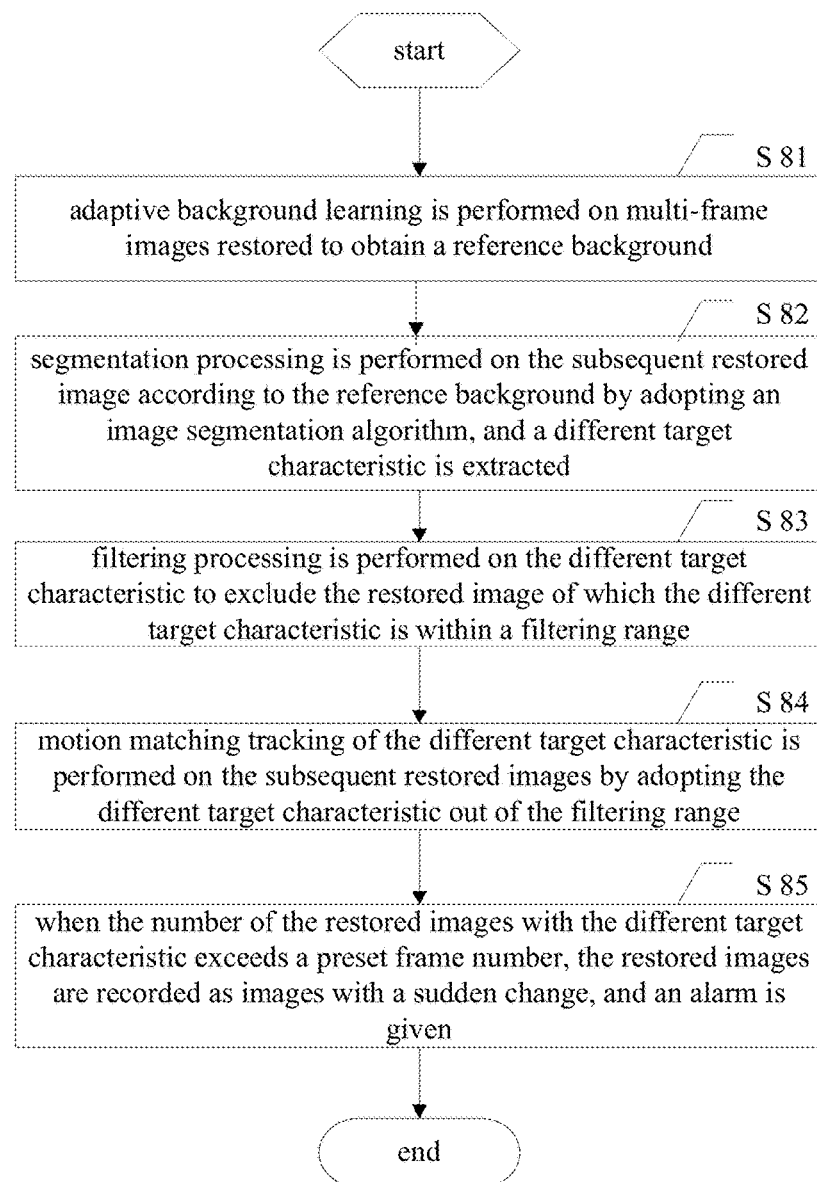 start
S 81
adaptive background learning is performed on multi-frame
images restored to obtain a reference background
S 82
segmentation processing is performed on the subsequent restored
image according to the reference background by adopting an
image segmentation algorithm, and a different target
characteristic is extracted
S 83
filtering processing is performed on the different target
characteristic to exclude the restored image of which the different
target characteristic is within a filtering range
S 84
motion matching tracking of the different target characteristic is
performed on the subsequent restored images by adopting the
different target characteristic out of the filtering range
S 85
when the number of the restored images with the different target
characteristic exceeds a preset frame number, the restored images
are recorded as images with a sudden change, and an alarm is
given
end